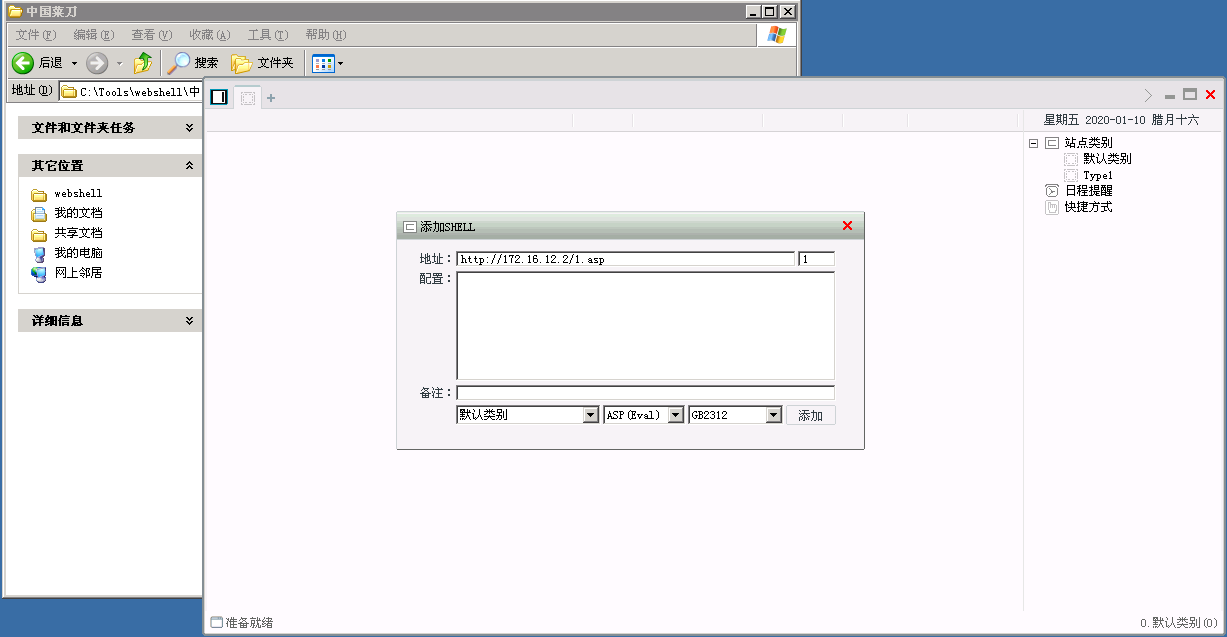 中国菜刀
文件(F) 编辑(E) 查看(V) 收藏(A) 工具(T) 帮助(H)
后退 搜索 文件夹
地址(D) C:\Tools\webshell\中
文件和文件夹任务
其它位置
webshell
我的文档
共享文档
我的电脑
网上邻居
详细信息
星期五 2020-01-10 腊月十六
站点类别
默认类别
Type1
日程提醒
快捷方式
添加SHELL
地址: http://172.16.12.2/1.asp 1
配置:
备注:
默认类别 ASP(Eval) GB2312 添加
准备就绪 0.默认类别(0)